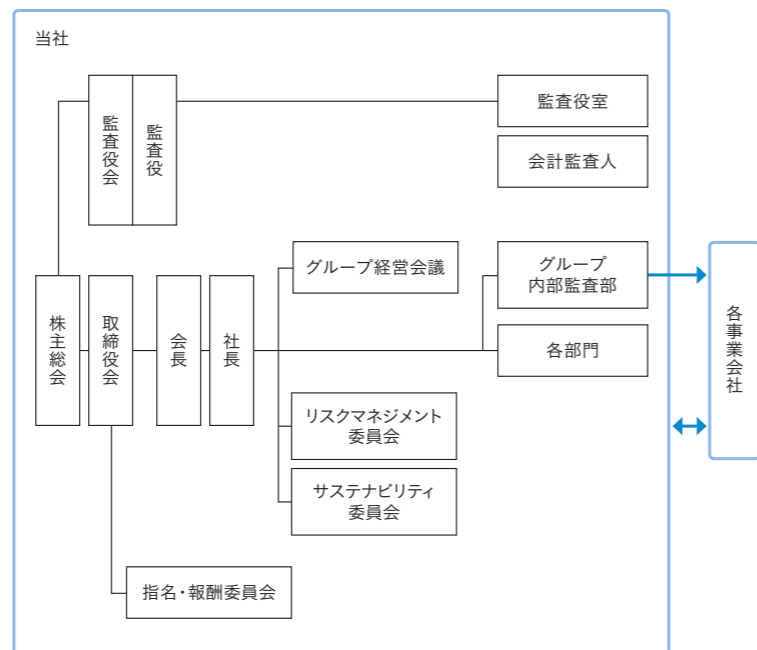 当社
監査役会
監査役
監査役室
会計監査人
グループ経営会議
グループ
内部監査部
各事業会社
株主総会
取締役会
会長
社長
各部門
リスクマネジメント
委員会
サステナビリティ
委員会
指名・報酬委員会